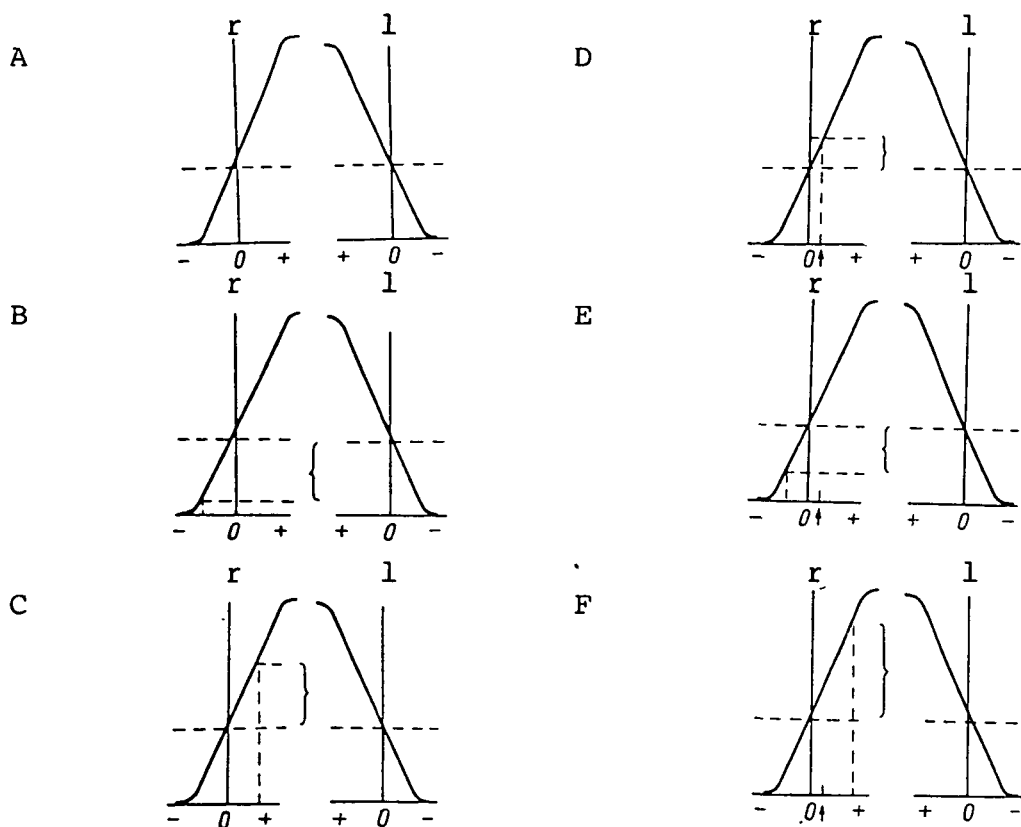 A
r l
- 0 + + 0 -
B
r l
- 0 + + 0 -
C
r l
- 0 + + 0 -
D
r l
- 0 + + 0 -
E
r l
- 0 + + 0 -
F
r l
- 0 + + 0 -